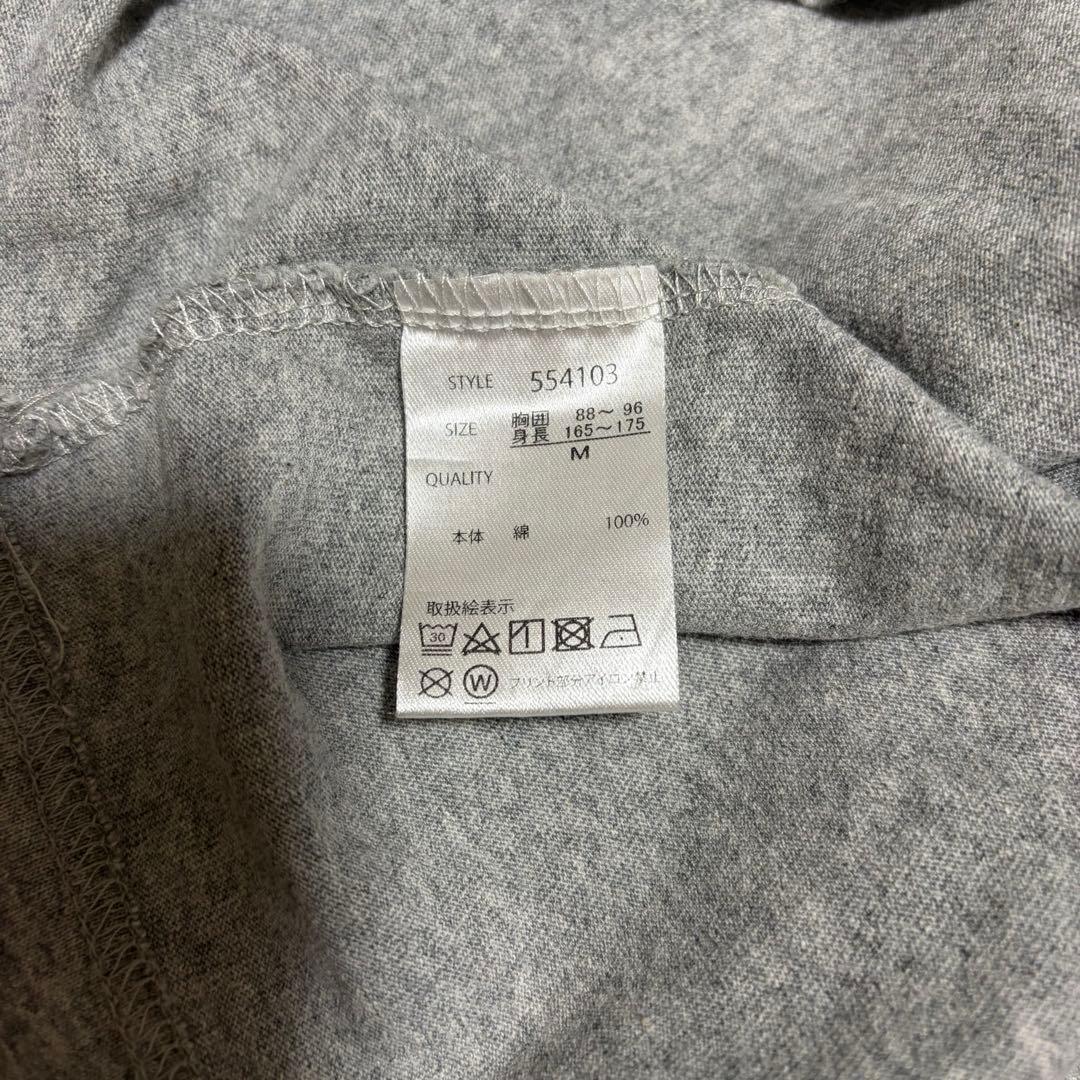 STYLE 554103
SIZE 胸囲 88～ 96
身長 165～175
M
QUALITY
本体 綿 100%
取扱絵表示
30
W プリント部分アイロン禁止